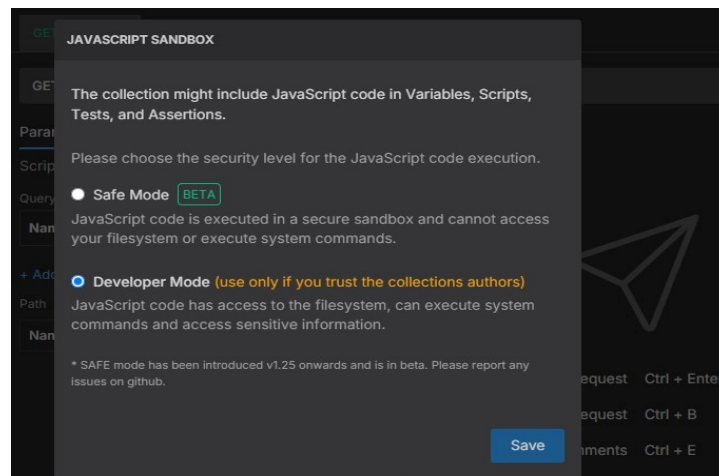 GET
JAVASCRIPT SANDBOX
GET
The collection might include JavaScript code in Variables, Scripts,
Tests, and Assertions.
Please choose the security level for the JavaScript code execution.
Safe Mode BETA
JavaScript code is executed in a secure sandbox and cannot access
your filesystem or execute system commands.
Developer Mode (use only if you trust the collections authors)
JavaScript code has access to the filesystem, can execute system
commands and access sensitive information.
* SAFE mode has been introduced v1.25 onwards and is in beta. Please report any
issues on github.
Save
Para
Scrip
Query
Nam
+ Add
Path
Nam
equest Ctrl + Ente
equest Ctrl + B
nments Ctrl + E